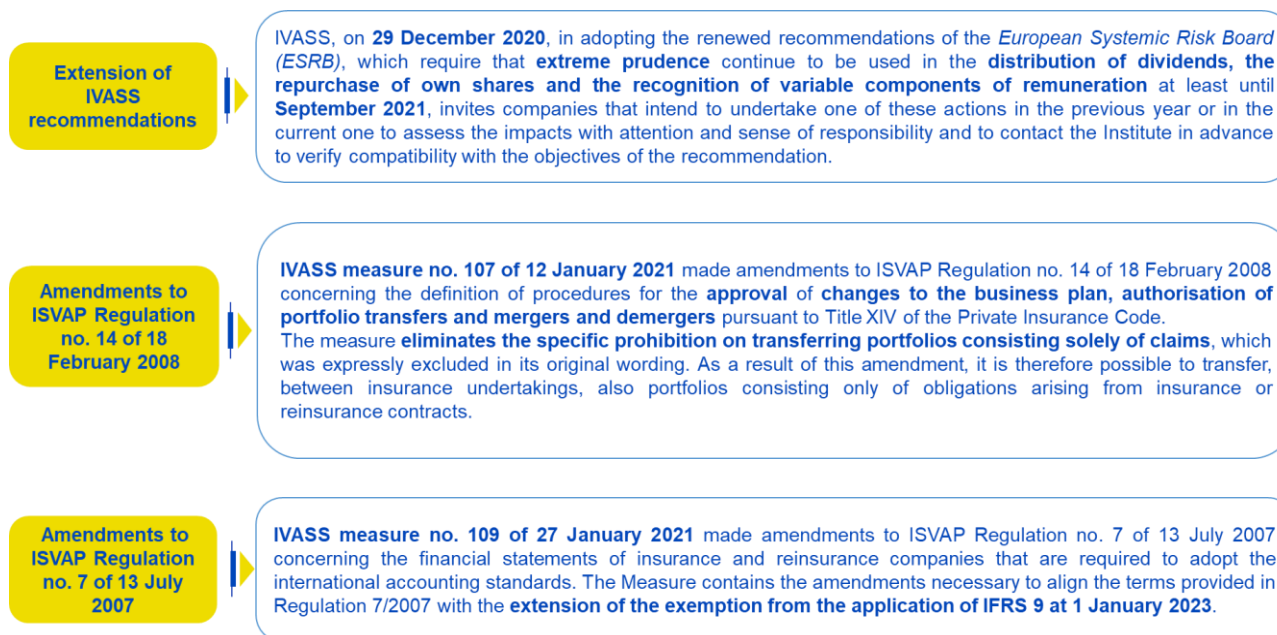 Extension of
IVASS
recommendations
IVASS, on 29 December 2020, in adopting the renewed recommendations of the European Systemic Risk Board
(ESRB), which require that extreme prudence continue to be used in the distribution of dividends, the
repurchase of own shares and the recognition of variable components of remuneration at least until
September 2021, invites companies that intend to undertake one of these actions in the previous year or in the
current one to assess the impacts with attention and sense of responsibility and to contact the Institute in advance
to verify compatibility with the objectives of the recommendation.
Amendments to
ISVAP Regulation
no. 14 of 18
February 2008
IVASS measure no. 107 of 12 January 2021 made amendments to ISVAP Regulation no. 14 of 18 February 2008
concerning the definition of procedures for the approval of changes to the business plan, authorisation of
portfolio transfers and mergers and demergers pursuant to Title XIV of the Private Insurance Code.
The measure eliminates the specific prohibition on transferring portfolios consisting solely of claims, which
was expressly excluded in its original wording. As a result of this amendment, it is therefore possible to transfer,
between insurance undertakings, also portfolios consisting only of obligations arising from insurance or
reinsurance contracts.
Amendments to
ISVAP Regulation
no. 7 of 13 July
2007
IVASS measure no. 109 of 27 January 2021 made amendments to ISVAP Regulation no. 7 of 13 July 2007
concerning the financial statements of insurance and reinsurance companies that are required to adopt the
international accounting standards. The Measure contains the amendments necessary to align the terms provided in
Regulation 7/2007 with the extension of the exemption from the application of IFRS 9 at 1 January 2023.